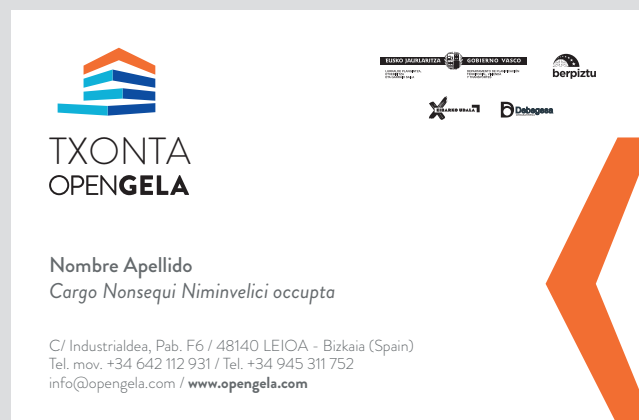 EUSKO JAURLARITZA
GOBIERNO VASCO
berpiztu
EIBARKO UDALA
Debegesa
TXONTA
OPENGELA
Nombre Apellido
Cargo Nonsequi Niminvelici occupta
C/ Industrialdea, Pab. F6 / 48140 LEIOA - Bizkaia (Spain)
Tel. mov. +34 642 112 931 / Tel. +34 945 311 752
info@opengela.com / www.opengela.com